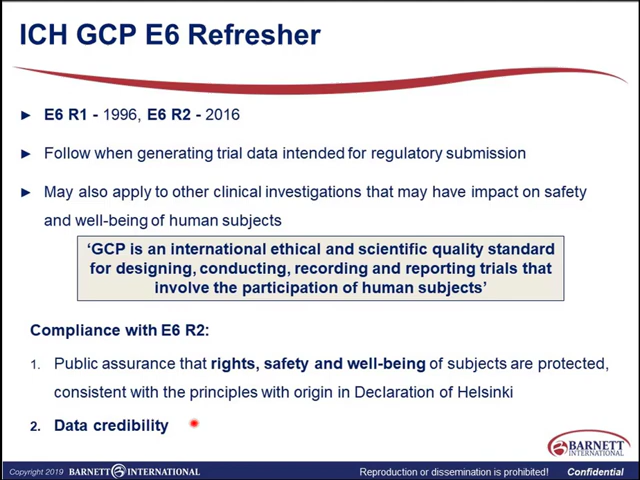 ICH GCP E6 Refresher
► E6 R1 - 1996, E6 R2 - 2016
► Follow when generating trial data intended for regulatory submission
► May also apply to other clinical investigations that may have impact on safety
and well-being of human subjects
‘GCP is an international ethical and scientific quality standard
for designing, conducting, recording and reporting trials that
involve the participation of human subjects’
Compliance with E6 R2:
1. Public assurance that rights, safety and well-being of subjects are protected,
consistent with the principles with origin in Declaration of Helsinki
2. Data credibility
BARNETT
INTERNATIONAL
Copyright 2019 BARNETT INTERNATIONAL Reproduction or dissemination is prohibited! Confidential